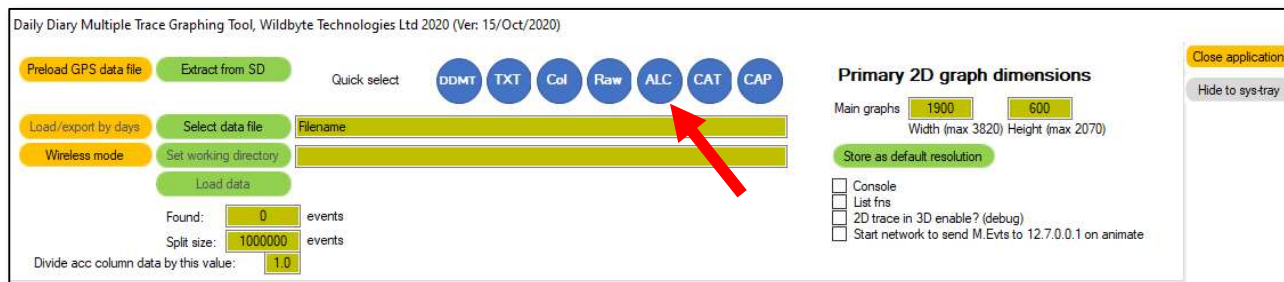 Daily Diary Multiple Trace Graphing Tool, Wildbyte Technologies Ltd 2020 (Ver: 15/Oct/2020)
Preload GPS data file Extract from SD Quick select DDMT TXT Col Raw ALC CAT CAP
Load/export by days Select data file Filename
Wireless mode Set working directory
Load data
Found: 0 events
Split size: 1000000 events
Divide acc column data by this value: 1.0
Primary 2D graph dimensions
Main graphs 1900 600
Width (max 3820) Height (max 2070)
Store as default resolution
Console
List fns
2D trace in 3D enable? (debug)
Start network to send M.Evts to 12.7.0.0.1 on animate
Close application
Hide to sys-tray